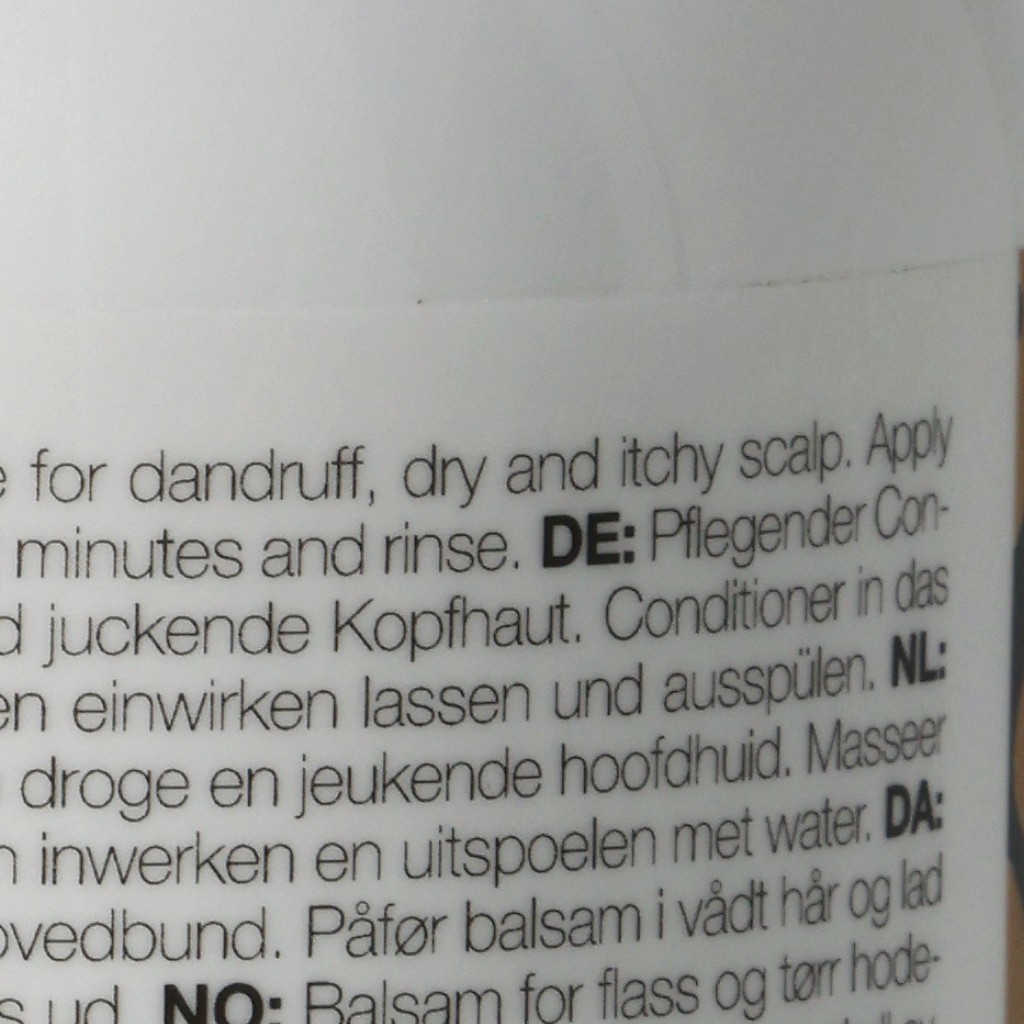 for dandruff, dry and itchy scalp. Apply
minutes and rinse. DE: Pflegender Con-
juckende Kopfhaut. Conditioner in das
einwirken lassen und ausspülen. NL:
droge en jeukende hoofdhuid. Masseer
inwerken en uitspoelen met water. DA:
ovedbund. Påfør balsam i vådt hår og lad
ud. NO: Balsam for flass og tørr hode-